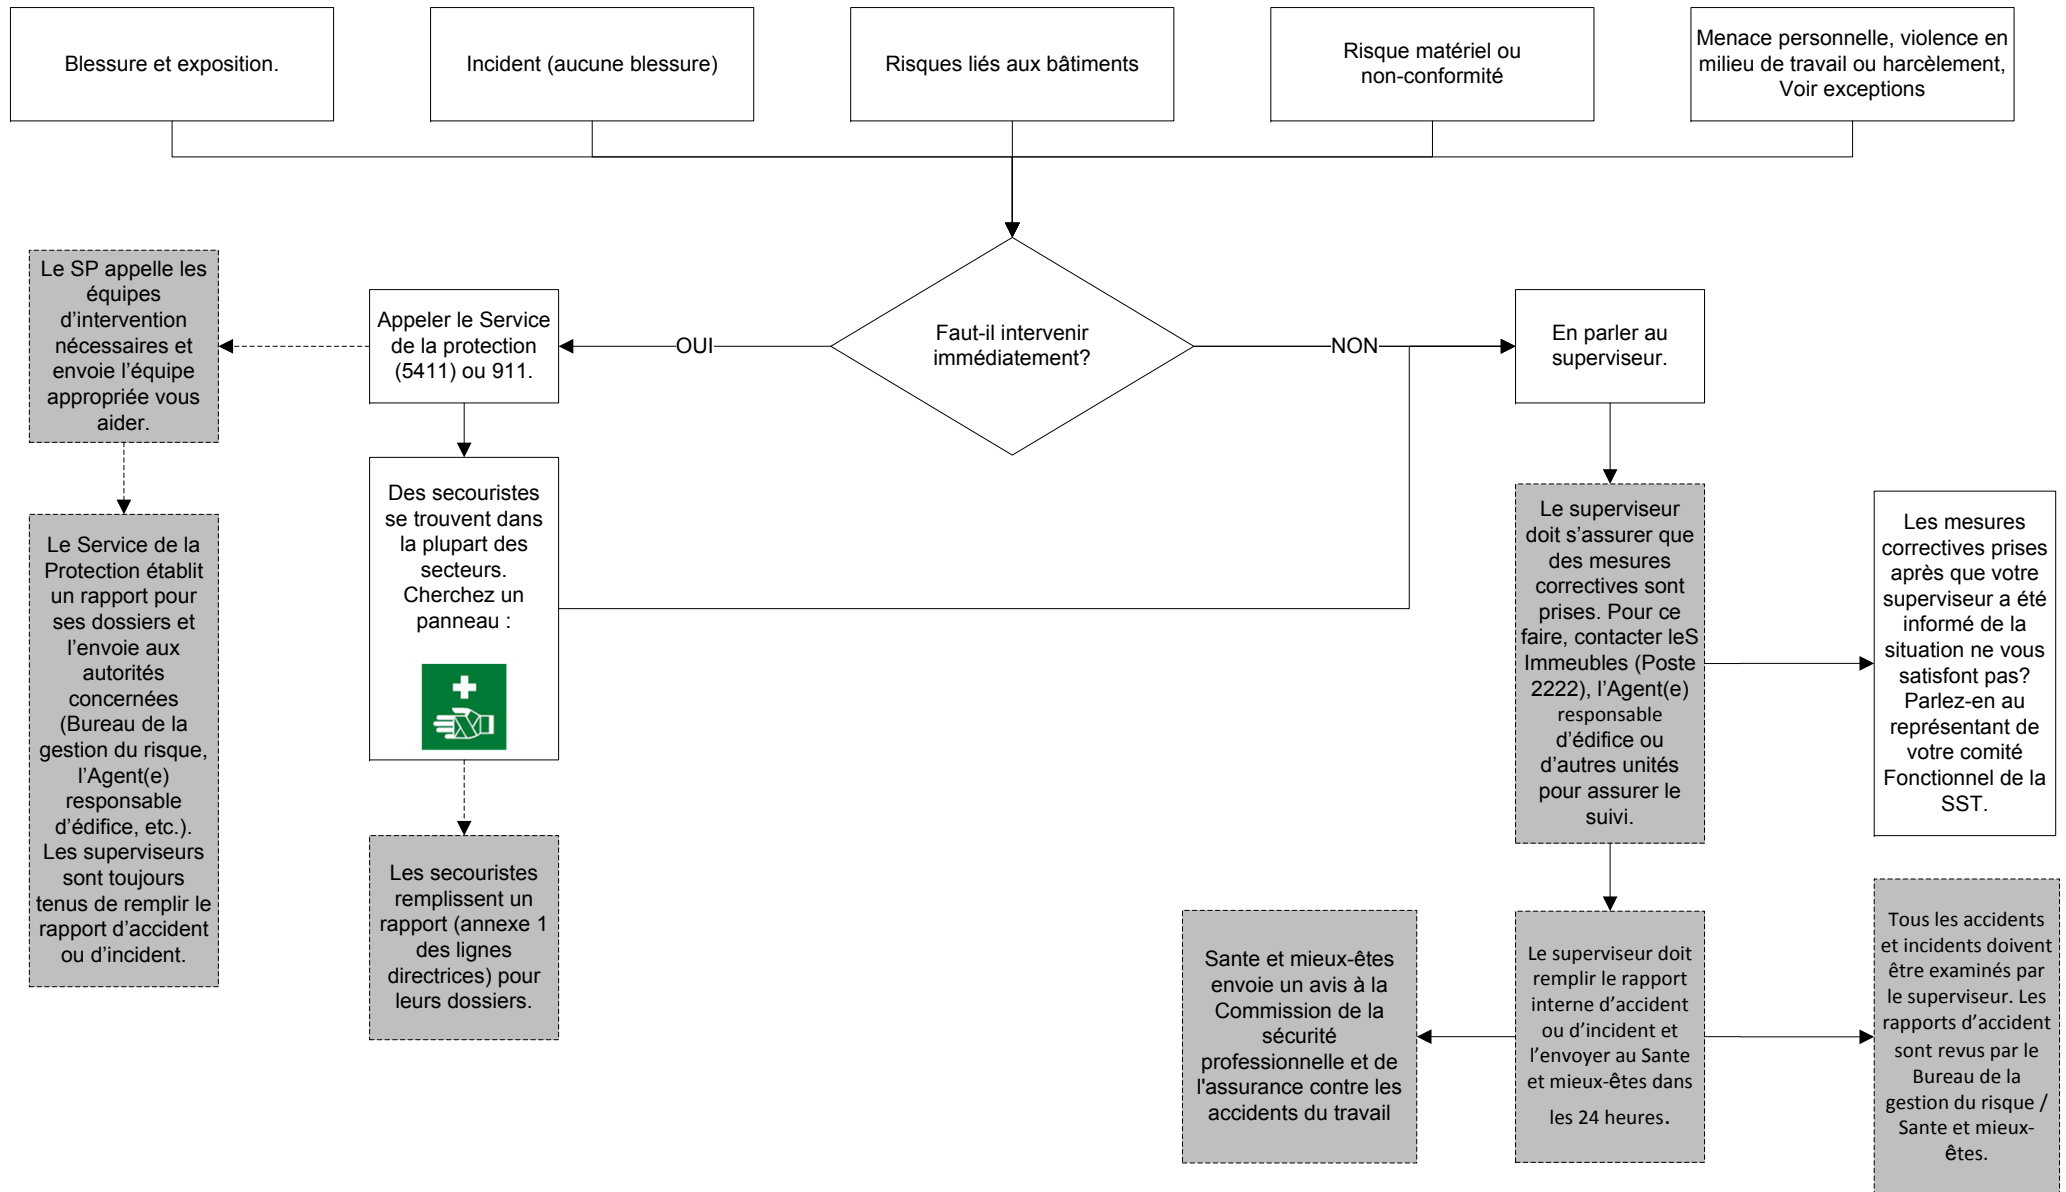 Blessure et exposition.
Incident (aucune blessure)
Risques liés aux bâtiments
Risque matériel ou
non-conformité
Menace personnelle, violence en
milieu de travail ou harcèlement,
Voir exceptions
Le SP appelle les
équipes
d’intervention
nécessaires et
envoie l’équipe
appropriée vous
aider.
Appeler le Service
de la protection
(5411) ou 911.
OUI
Faut-il intervenir
immédiatement?
NON
En parler au
superviseur.
Le Service de la
Protection établit
un rapport pour
ses dossiers et
l’envoie aux
autorités
concernées
(Bureau de la
gestion du risque,
l’Agent(e)
responsable
d’édifice, etc.).
Les superviseurs
sont toujours
tenus de remplir le
rapport d’accident
ou d’incident.
Des secouristes
se trouvent dans
la plupart des
secteurs.
Cherchez un
panneau :
Les secouristes
remplissent un
rapport (annexe 1
des lignes
directrices) pour
leurs dossiers.
Le superviseur
doit s’assurer que
des mesures
correctives sont
prises. Pour ce
faire, contacter leS
Immeubles (Poste
2222), l’Agent(e)
responsable
d’édifice ou
d’autres unités
pour assurer le
suivi.
Les mesures
correctives prises
après que votre
superviseur a été
informé de la
situation ne vous
satisfont pas?
Parlez-en au
représentant de
votre comité
Fonctionnel de la
SST.
Sante et mieux-êtes
envoie un avis à la
Commission de la
sécurité
professionnelle et de
l'assurance contre les
accidents du travail
Le superviseur doit
remplir le rapport
interne d’accident
ou d’incident et
l’envoyer au Sante
et mieux-êtes dans
les 24 heures.
Tous les accidents
et incidents doivent
être examinés par
le superviseur. Les
rapports d’accident
sont revus par le
Bureau de la
gestion du risque /
Sante et mieux-
êtes.